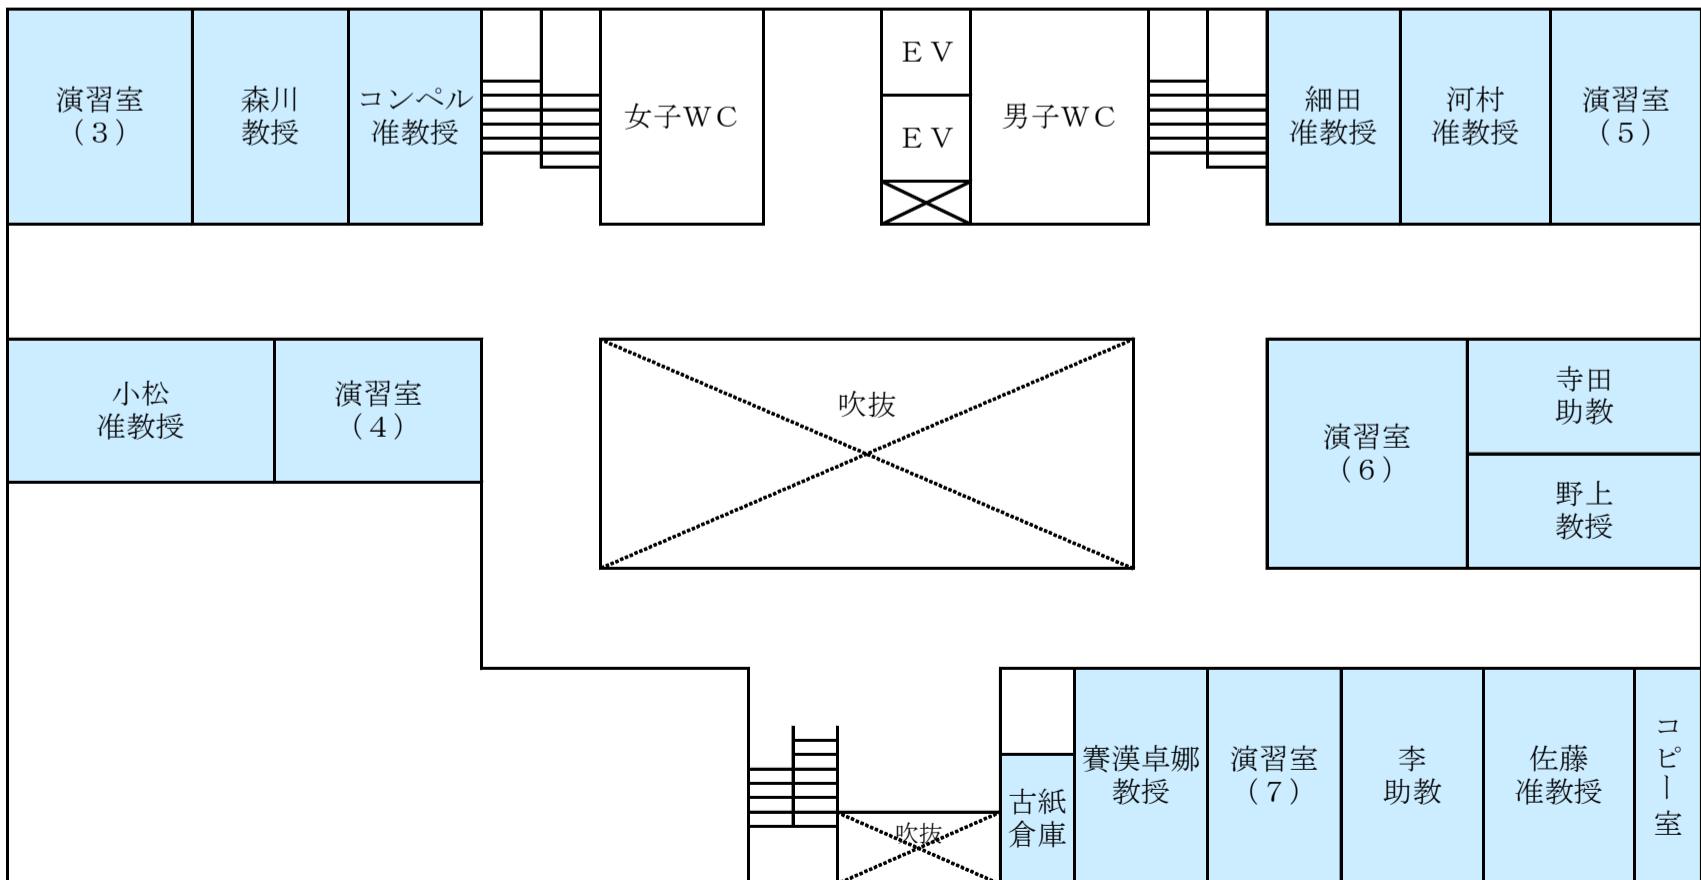 演習室
（３）
森川
教授
コンペル
准教授
女子ＷＣ
ＥＶ
ＥＶ
男子ＷＣ
細田
准教授
河村
准教授
演習室
（５）
小松
准教授
演習室
（４）
吹抜
演習室
（６）
寺田
助教
野上
教授
吹抜
古紙
倉庫
賽漢卓娜
教授
演習室
（７）
李
助教
佐藤
准教授
コピー室